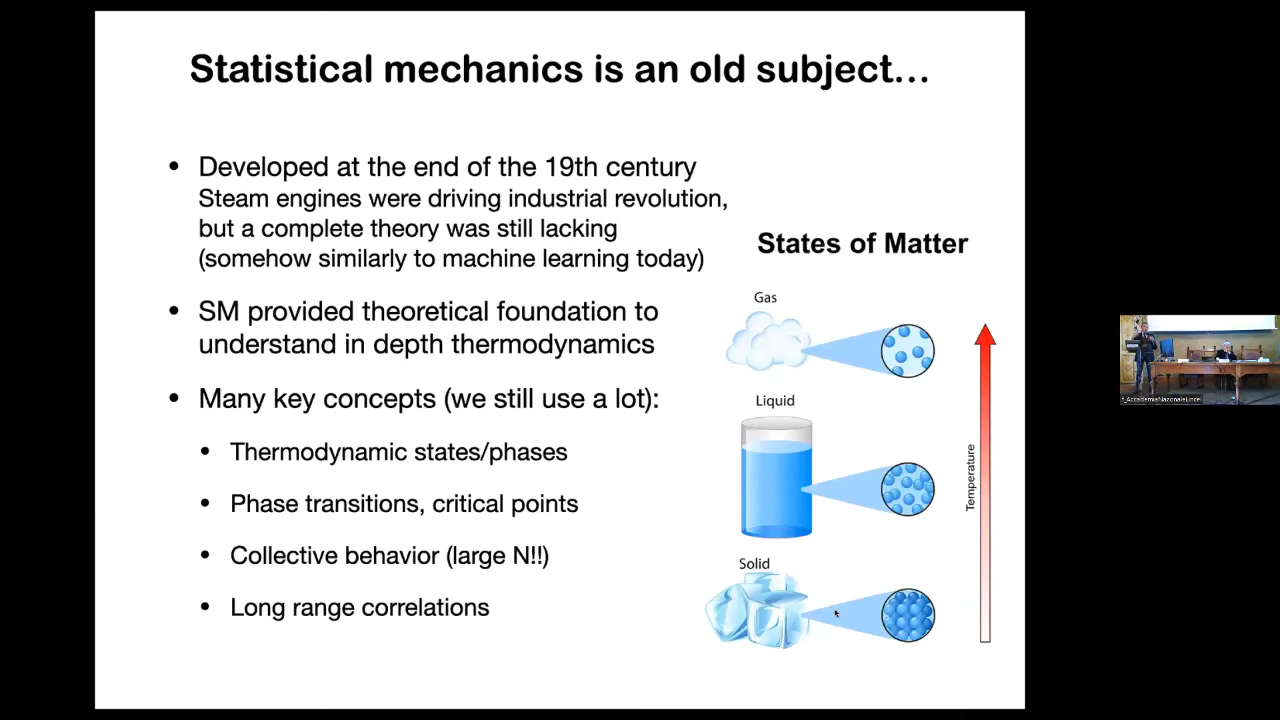 Statistical mechanics is an old subject…
• Developed at the end of the 19th century
Steam engines were driving industrial revolution,
but a complete theory was still lacking
(somehow similarly to machine learning today)
• SM provided theoretical foundation to
understand in depth thermodynamics
• Many key concepts (we still use a lot):
• Thermodynamic states/phases
• Phase transitions, critical points
• Collective behavior (large N!!)
• Long range correlations
States of Matter
Gas
Liquid
Solid
Temperature